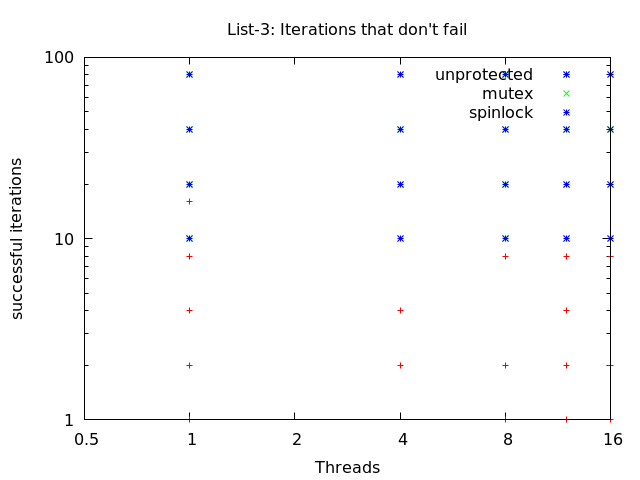 List-3: Iterations that don't fail
100
unprotected
mutex
spinlock
successful iterations
10
1
0.5 1 2 4 8 16
Threads